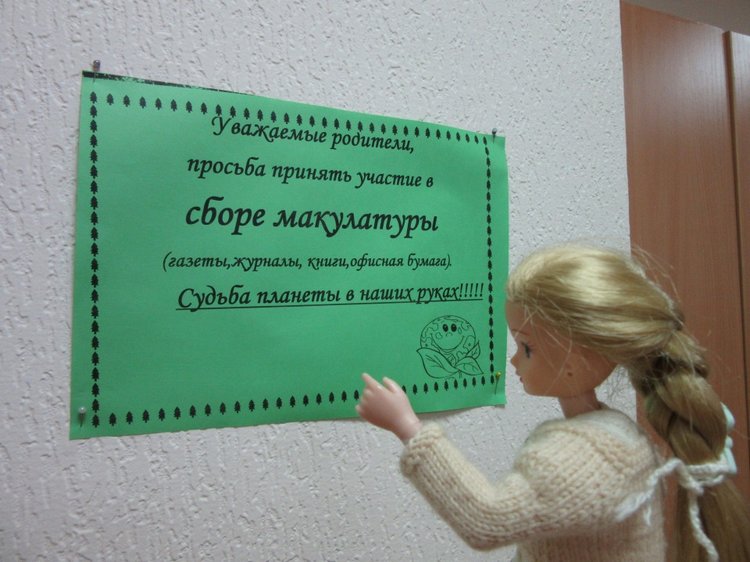 Уважаемые родители,
просьба принять участие в
сборе макулатуры
(газеты,журналы, книги,офисная бумага).
Судьба планеты в наших руках!!!!!